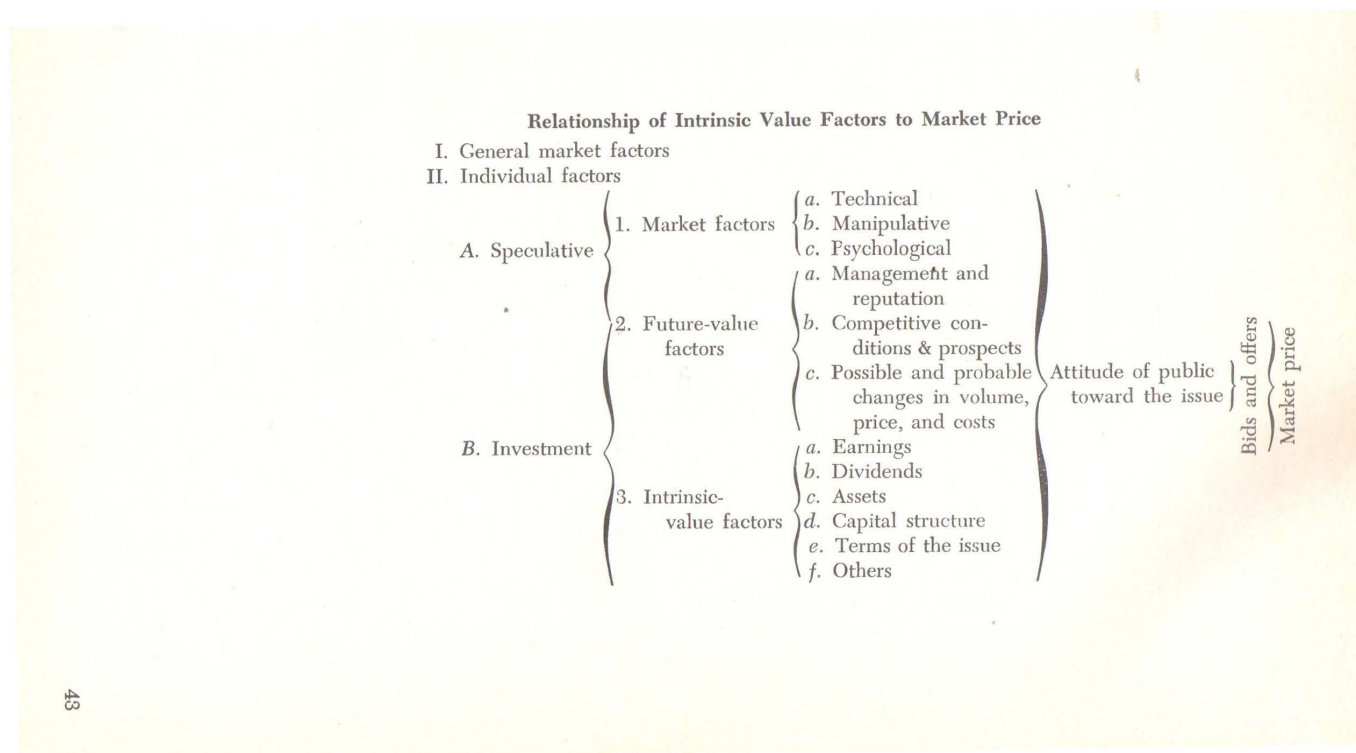 Relationship of Intrinsic Value Factors to Market Price
I. General market factors
II. Individual factors
A. Speculative
1. Market factors
a. Technical
b. Manipulative
c. Psychological
2. Future-value
factors
a. Management and
reputation
b. Competitive con-
ditions & prospects
c. Possible and probable
changes in volume,
price, and costs
B. Investment
3. Intrinsic-
value factors
a. Earnings
b. Dividends
c. Assets
d. Capital structure
e. Terms of the issue
f. Others
Attitude of public
toward the issue
Bids and offers
Market price
43